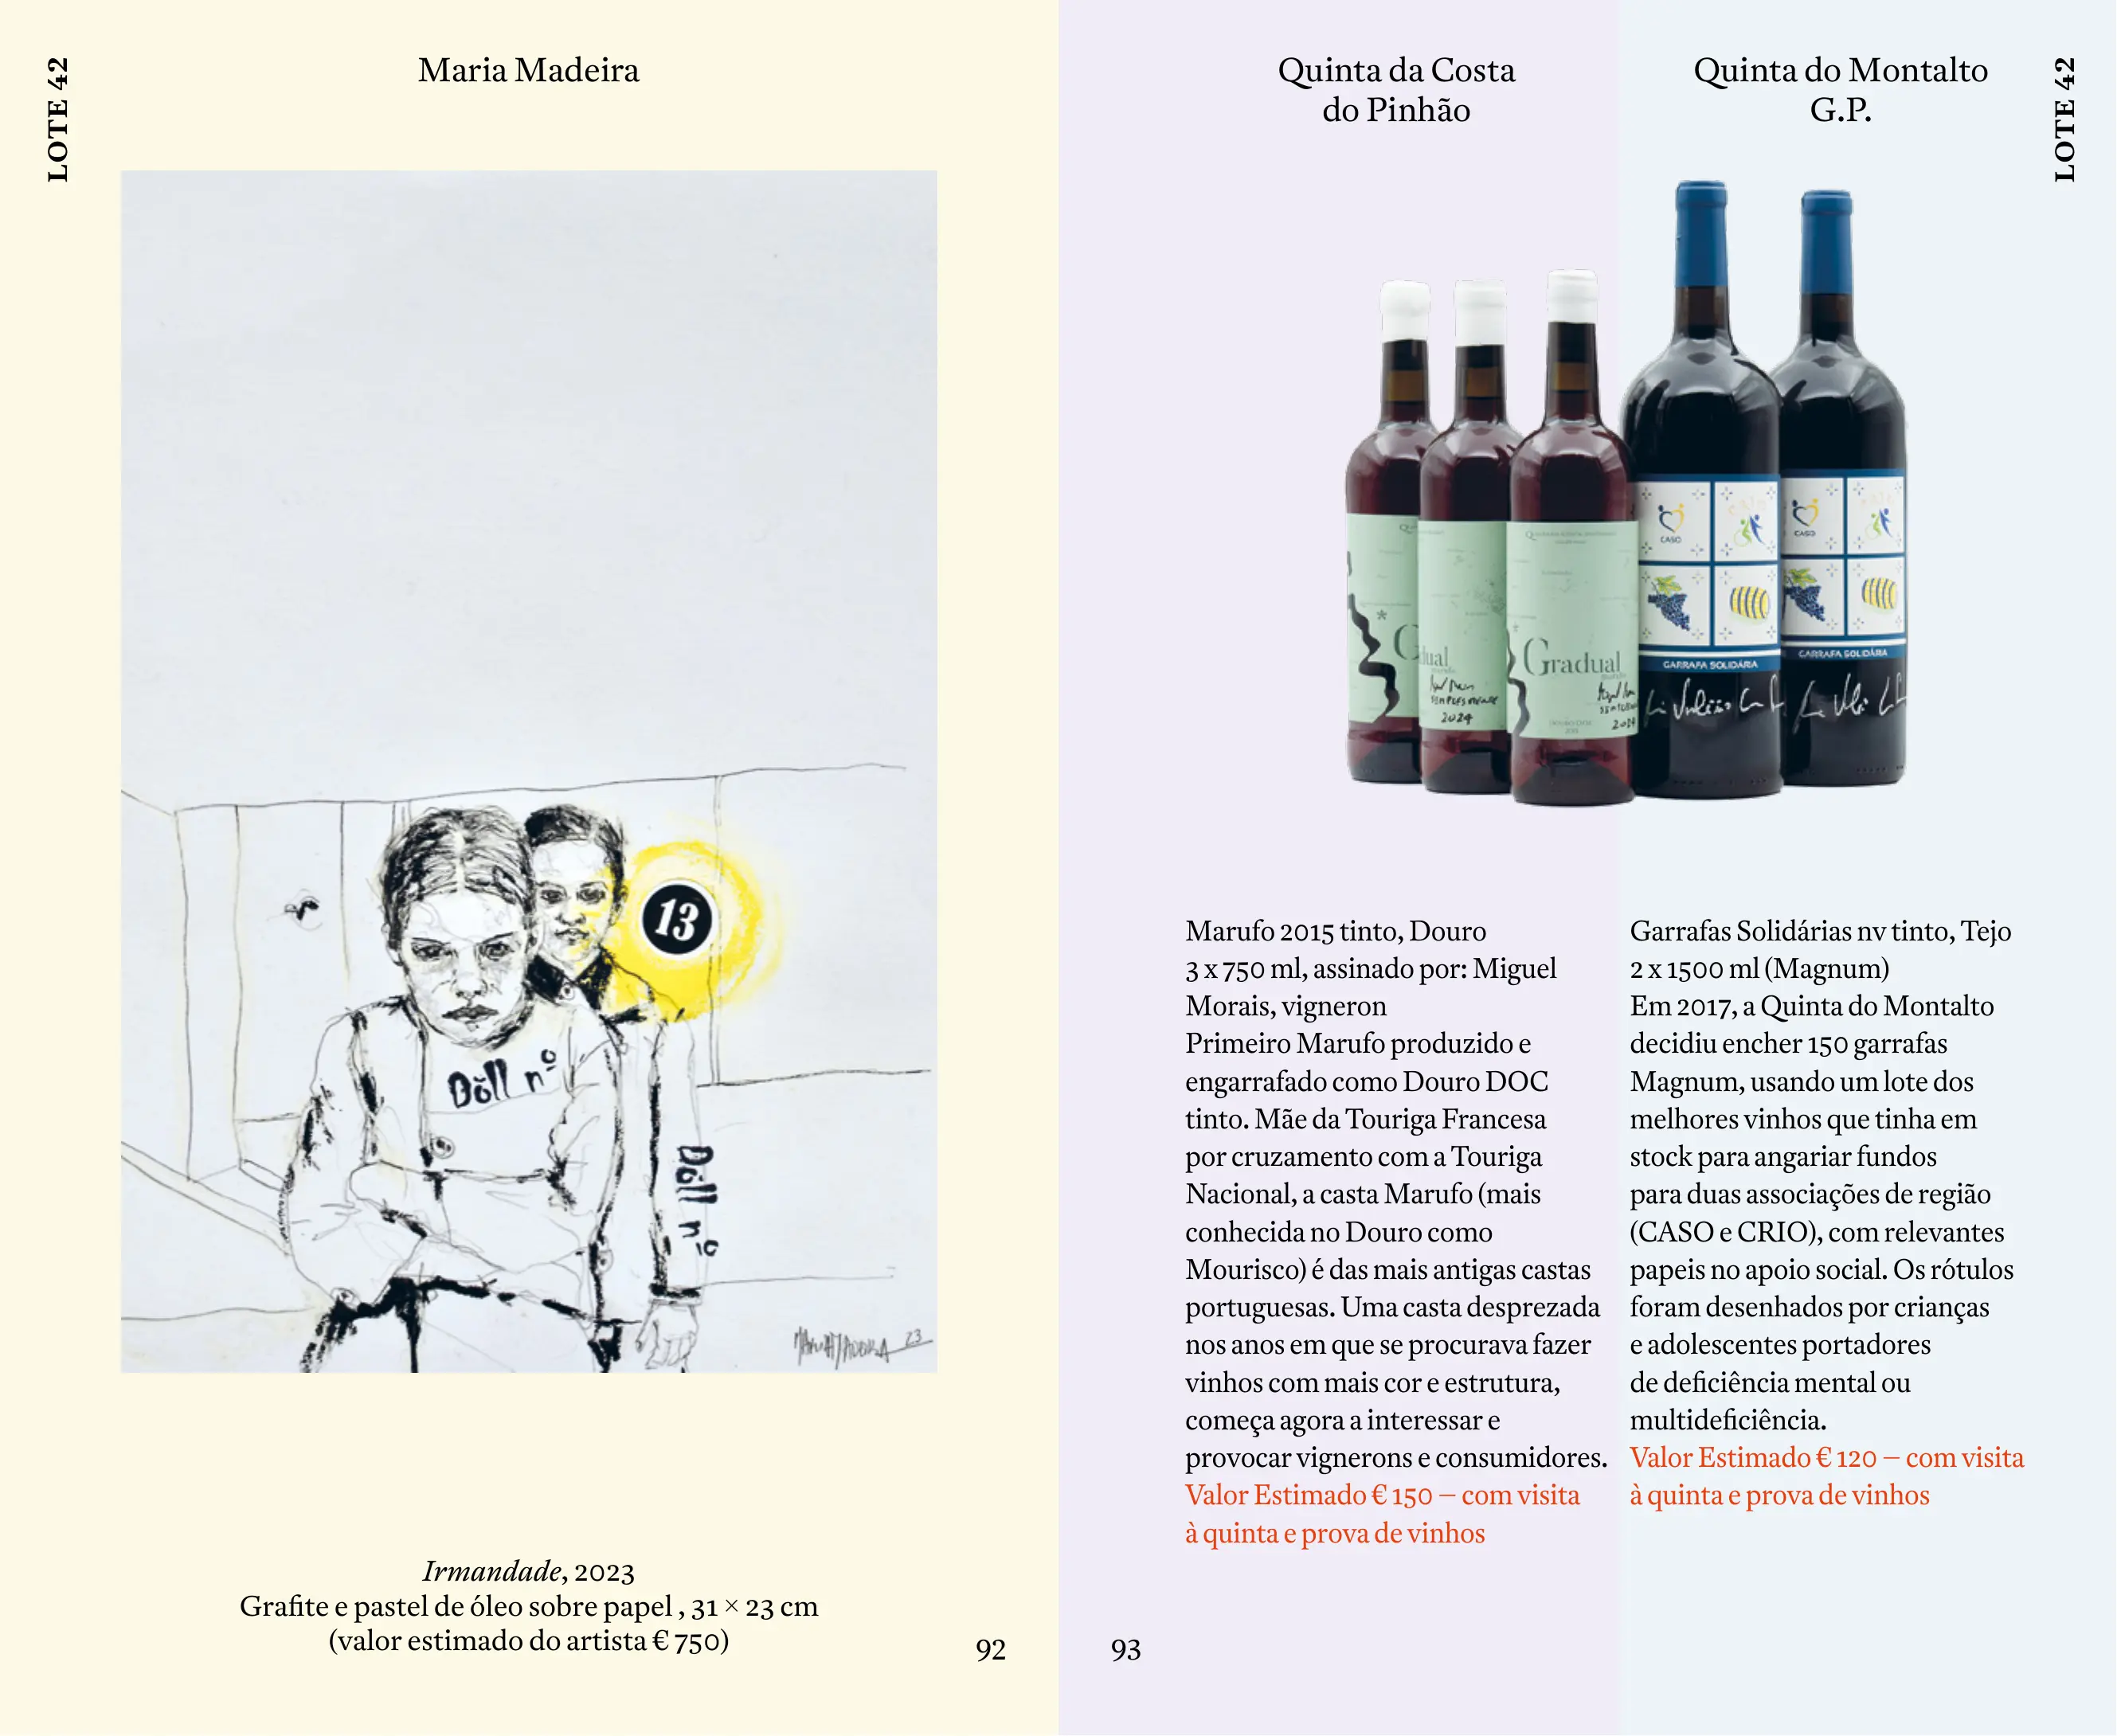 LOTE 42
Maria Madeira
13
Döll nº
Döll nº
23
Irmandade, 2023
Grafite e pastel de óleo sobre papel , 31 × 23 cm
(valor estimado do artista € 750)
92
Quinta da Costa
do Pinhão
Quinta do Montalto
G.P.
LOTE 42
Gradual
2024
2024
CASO
GARRAFA SOLIDÁRIA
CASO
GARRAFA SOLIDÁRIA
Marufo 2015 tinto, Douro
3 x 750 ml, assinado por: Miguel
Morais, vigneron
Primeiro Marufo produzido e
engarrafado como Douro DOC
tinto. Mãe da Touriga Francesa
por cruzamento com a Touriga
Nacional, a casta Marufo (mais
conhecida no Douro como
Mourisco) é das mais antigas castas
portuguesas. Uma casta desprezada
nos anos em que se procurava fazer
vinhos com mais cor e estrutura,
começa agora a interessar e
provocar vignerons e consumidores.
Valor Estimado € 150 – com visita
à quinta e prova de vinhos
Garrafas Solidárias nv tinto, Tejo
2 x 1500 ml (Magnum)
Em 2017, a Quinta do Montalto
decidiu encher 150 garrafas
Magnum, usando um lote dos
melhores vinhos que tinha em
stock para angariar fundos
para duas associações de região
(CASO e CRIO), com relevantes
papeis no apoio social. Os rótulos
foram desenhados por crianças
e adolescentes portadores
de deficiência mental ou
multideficiência.
Valor Estimado € 120 – com visita
à quinta e prova de vinhos
93